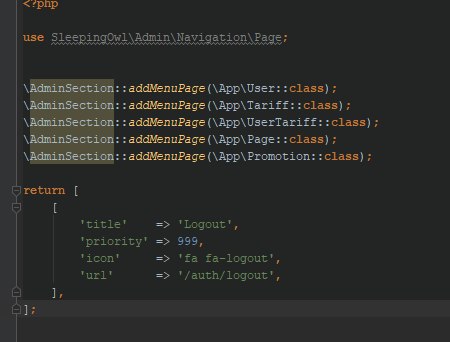 <?php
use SleepingOwl\Admin\Navigation\Page;
\AdminSection::addMenuPage(\App\User::class);
\AdminSection::addMenuPage(\App\Tariff::class);
\AdminSection::addMenuPage(\App\UserTariff::class);
\AdminSection::addMenuPage(\App\Page::class);
\AdminSection::addMenuPage(\App\Promotion::class);
return [
    [
        'title'    => 'Logout',
        'priority' => 999,
        'icon'     => 'fa fa-logout',
        'url'      => '/auth/logout',
    ],
];